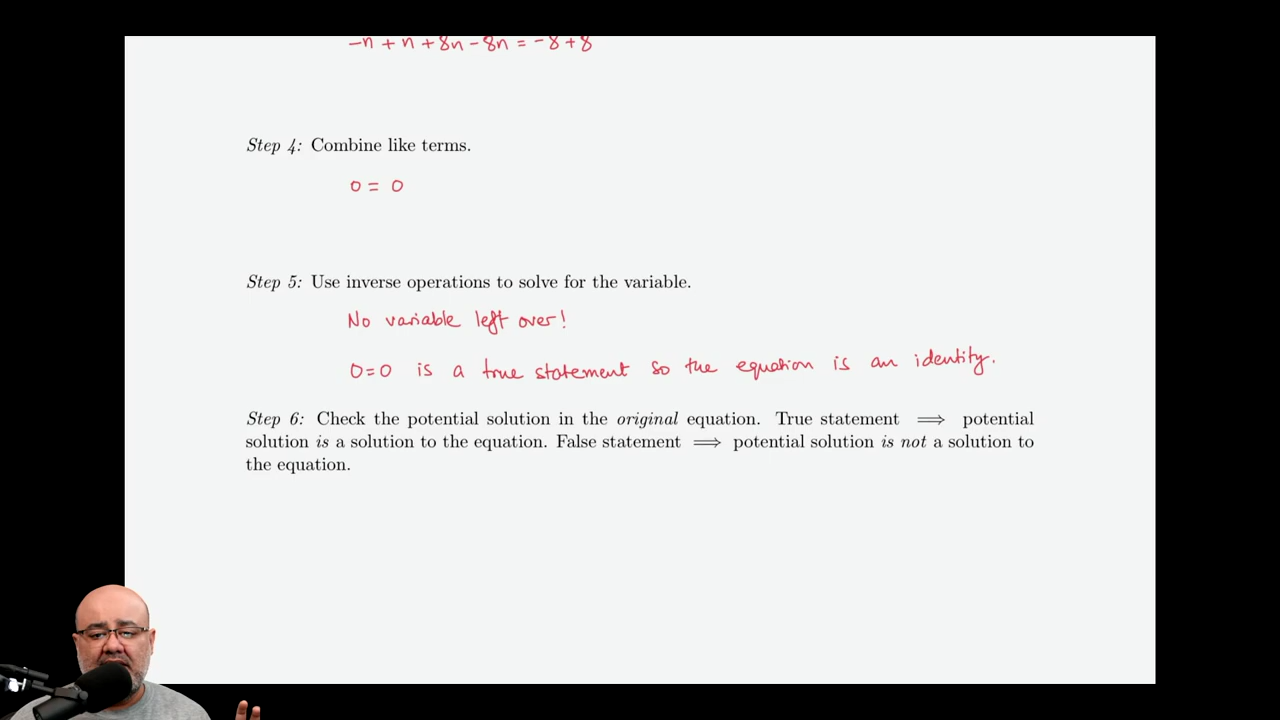 -n + n + 8n - 8n = -8 + 8
Step 4: Combine like terms.
0 = 0
Step 5: Use inverse operations to solve for the variable.
No variable left over!
0=0 is a true statement so the equation is an identity.
Step 6: Check the potential solution in the original equation. True statement ⟹ potential
solution is a solution to the equation. False statement ⟹ potential solution is not a solution to
the equation.